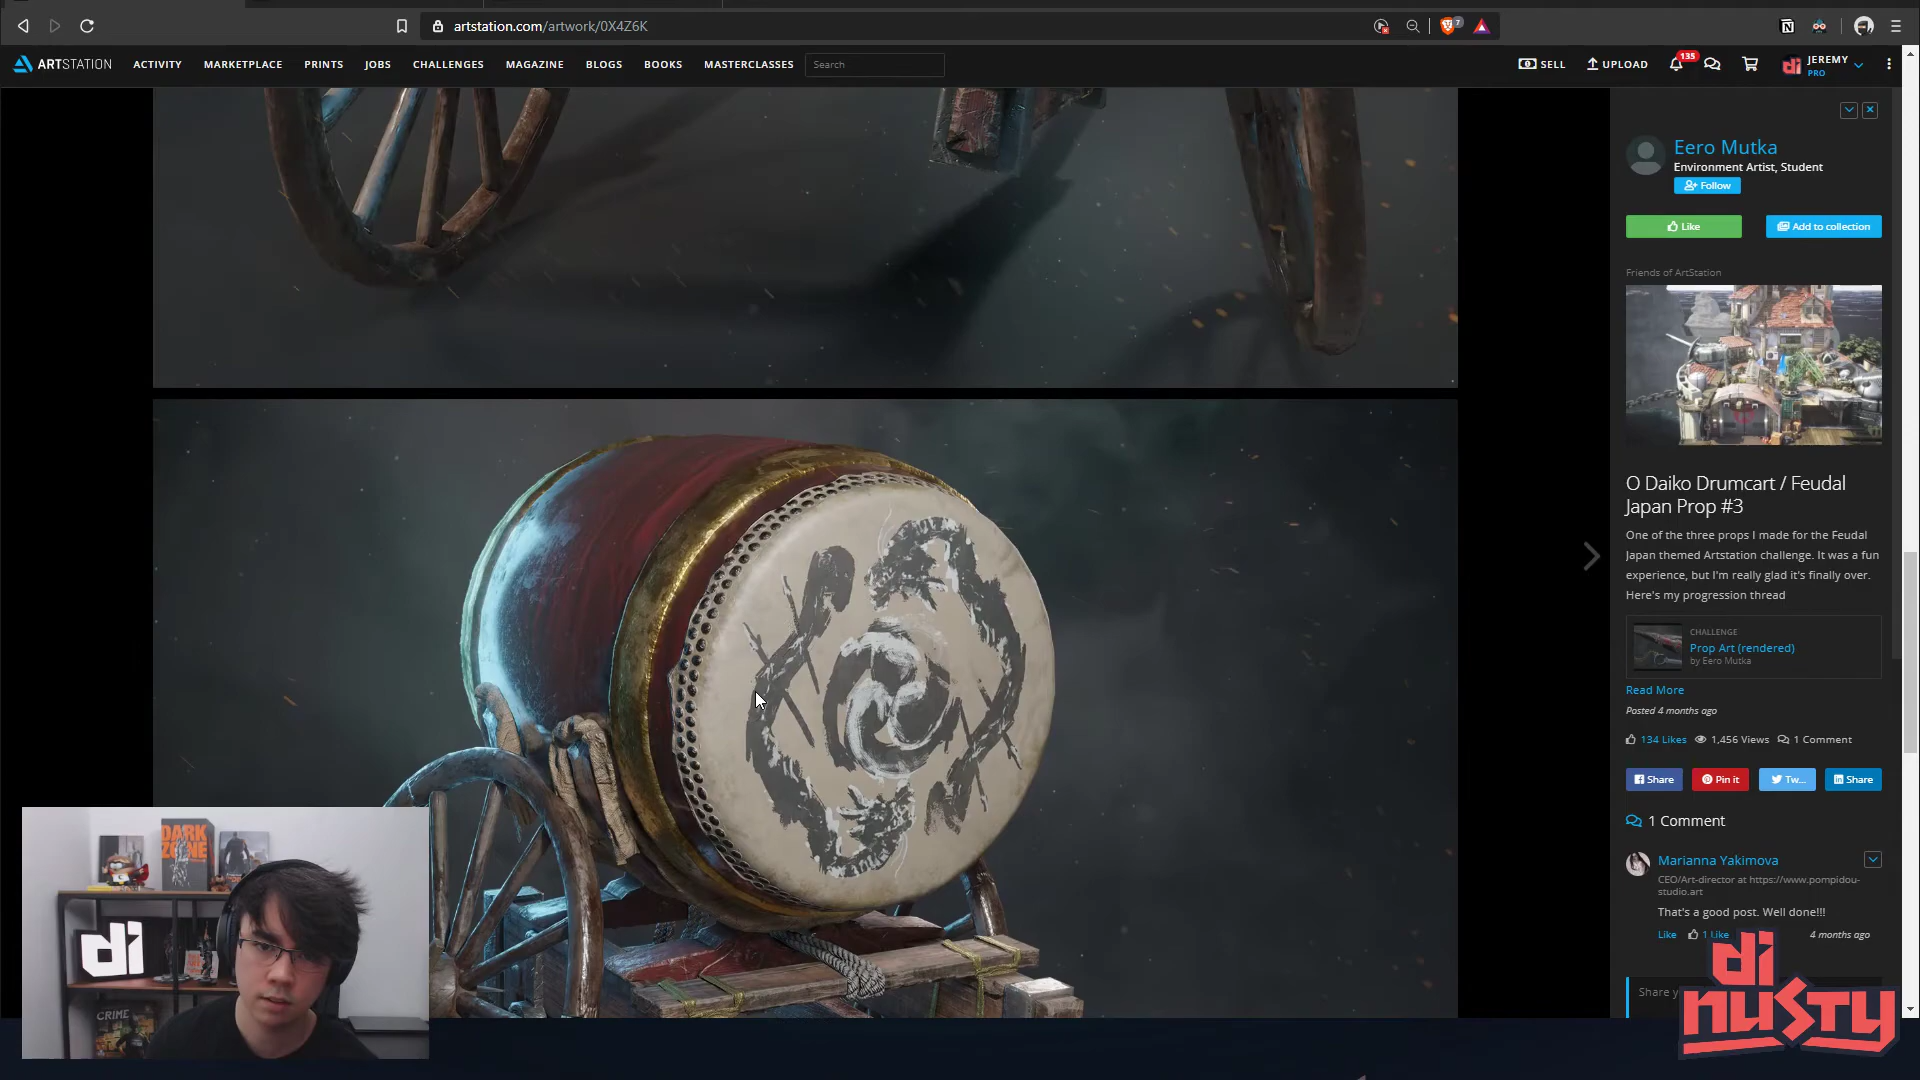 artstation.com/artwork/0X4Z6K
7
ARTSTATION
ACTIVITY
MARKETPLACE
PRINTS
JOBS
CHALLENGES
MAGAZINE
BLOGS
BOOKS
MASTERCLASSES
Search
SELL
UPLOAD
135
JEREMY
PRO
Eero Mutka
Environment Artist, Student
Follow
Like
Add to collection
Friends of ArtStation
O Daiko Drumcart / Feudal
Japan Prop #3
One of the three props I made for the Feudal
Japan themed Artstation challenge. It was a fun
experience, but I'm really glad it's finally over.
Here's my progression thread
CHALLENGE
Prop Art (rendered)
by Eero Mutka
Read More
Posted 4 months ago
134 Likes
1,456 Views
1 Comment
Share
Pin it
Tw...
Share
1 Comment
Marianna Yakimova
CEO/Art-director at https://www.pompidou-
studio.art
That's a good post. Well done!!!
Like
1 Like
4 months ago
Share y
DARK
ZONE
di
CRIME
di
nuSty